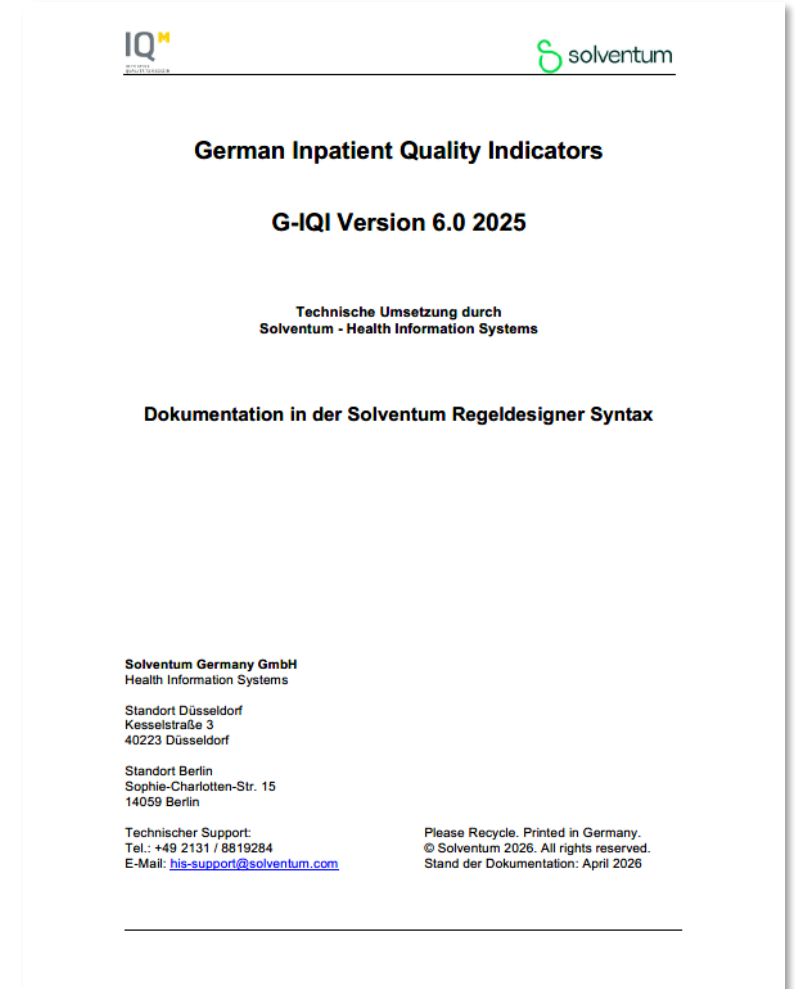 IQM
solventum
German Inpatient Quality Indicators
G-IQI Version 6.0 2025
Technische Umsetzung durch
Solventum - Health Information Systems
Dokumentation in der Solventum Regeldesigner Syntax
Solventum Germany GmbH
Health Information Systems
Standort Düsseldorf
Kesselstraße 3
40223 Düsseldorf
Standort Berlin
Sophie-Charlotten-Str. 15
14059 Berlin
Technischer Support:
Tel.: +49 2131 / 8819284
E-Mail: his-support@solventum.com
Please Recycle. Printed in Germany.
© Solventum 2026. All rights reserved.
Stand der Dokumentation: April 2026